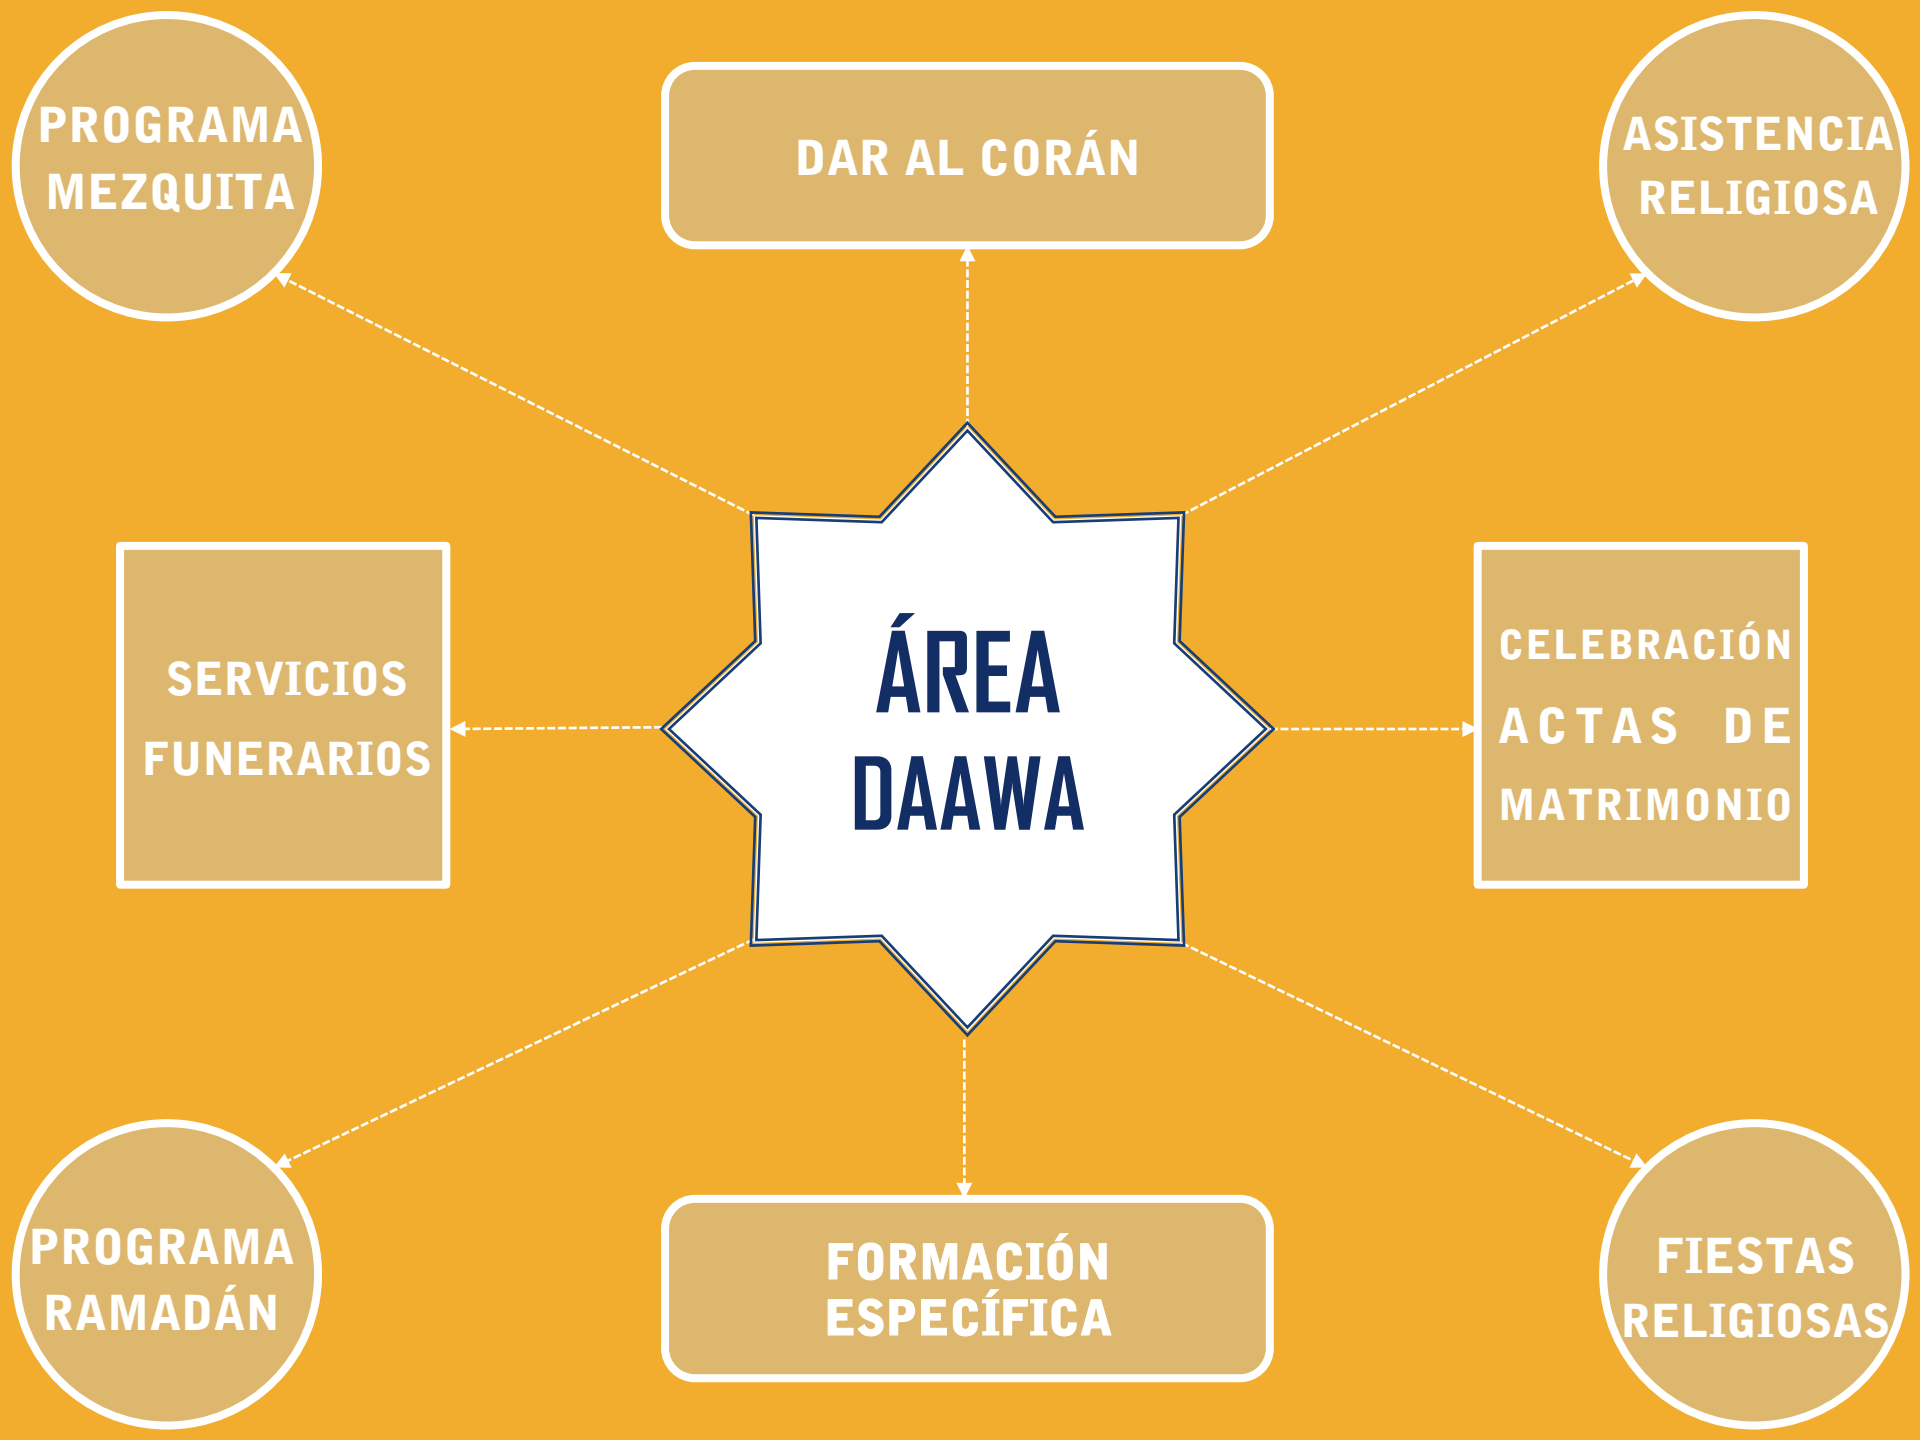 PROGRAMA
MEZQUITA
DAR AL CORÁN
ASISTENCIA
RELIGIOSA
SERVICIOS
FUNERARIOS
ÁREA
DAAWA
CELEBRACIÓN
ACTAS DE
MATRIMONIO
PROGRAMA
RAMADÁN
FORMACIÓN
ESPECÍFICA
FIESTAS
RELIGIOSAS